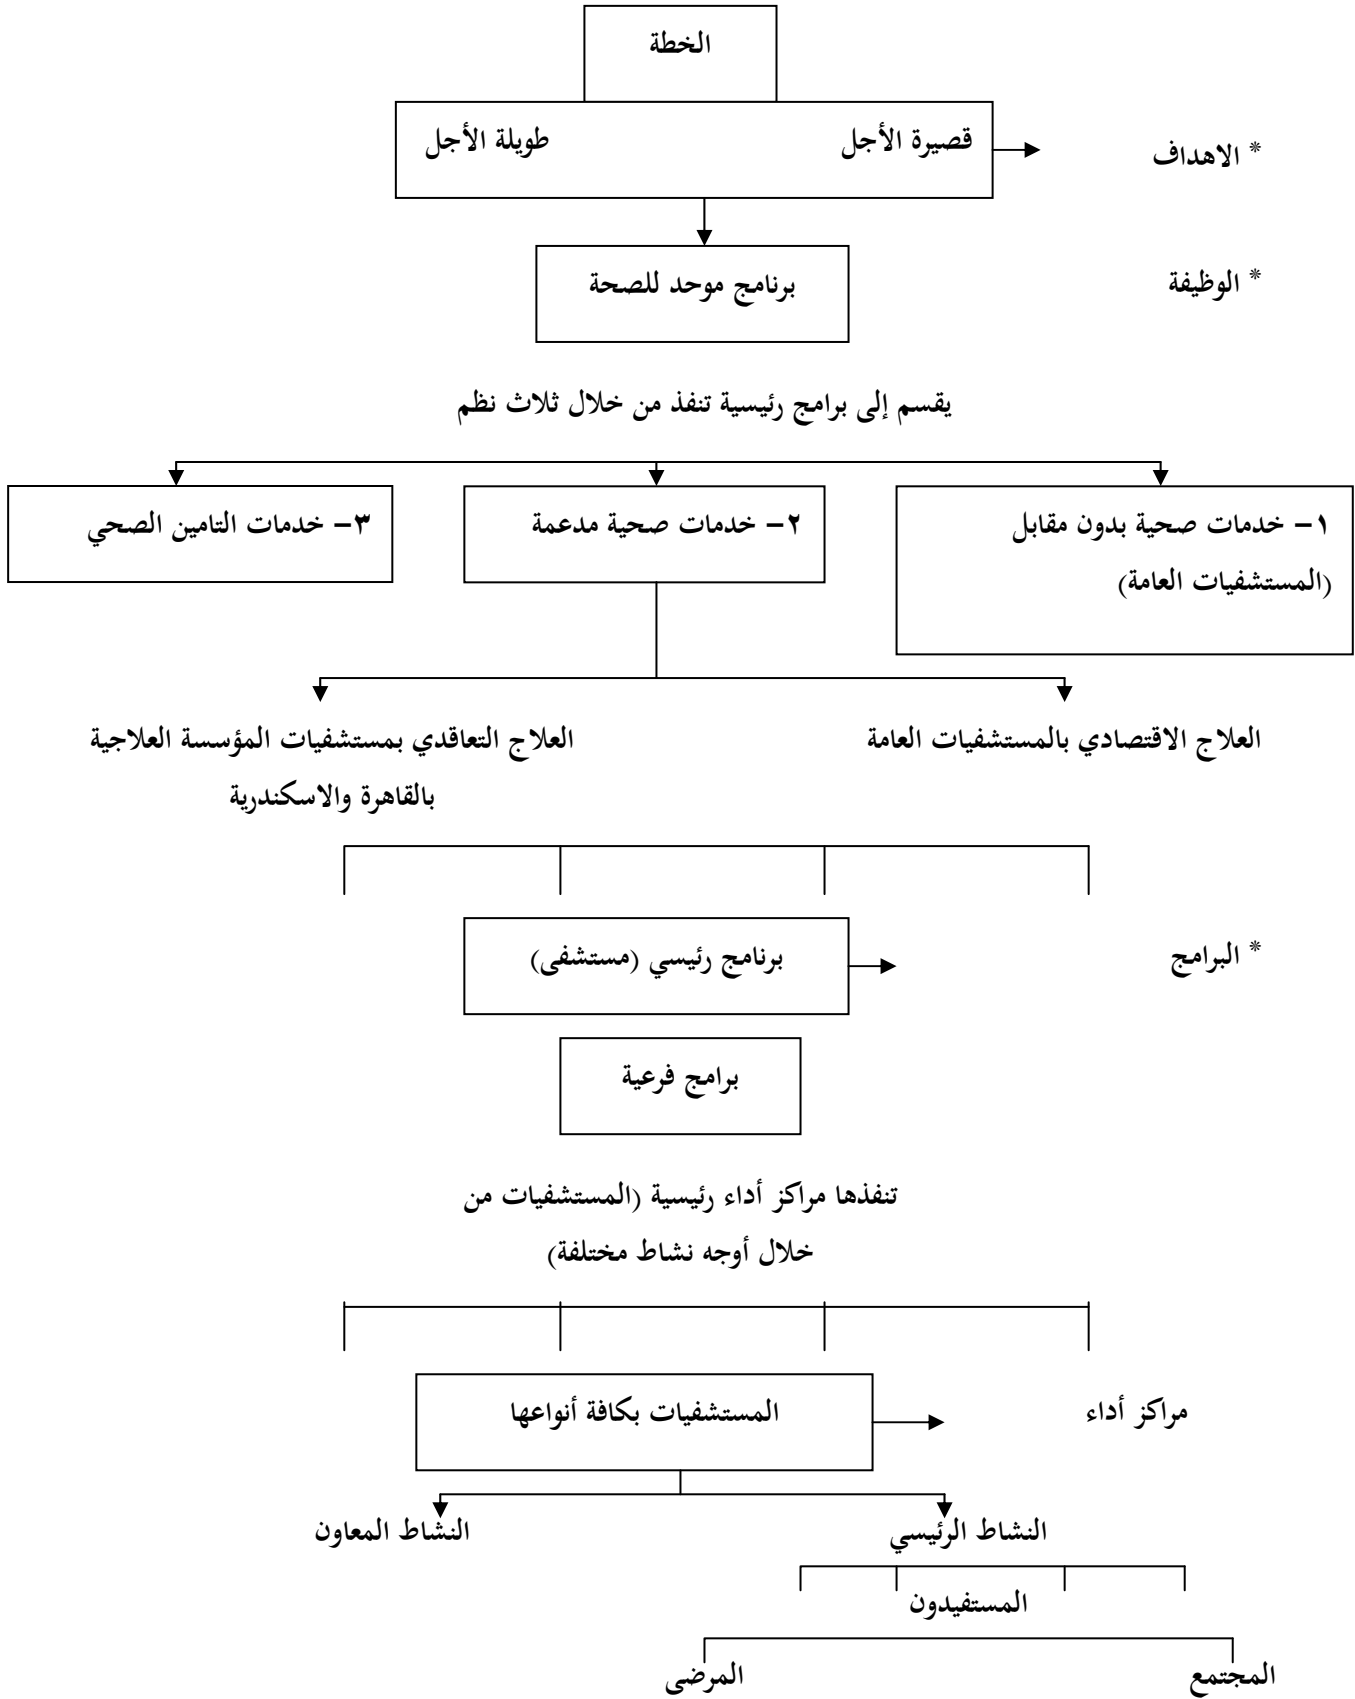 الخطة
قصيرة الأجل
طويلة الأجل
* الاهداف
برنامج موحد للصحة
* الوظيفة
يقسم إلى برامج رئيسية تنفذ من خلال ثلاث نظم
١- خدمات صحية بدون مقابل
(المستشفيات العامة)
٢- خدمات صحية مدعمة
٣- خدمات التامين الصحي
العلاج الاقتصادي بالمستشفيات العامة
العلاج التعاقدي بمستشفيات المؤسسة العلاجية
بالقاهرة والاسكندرية
* البرامج
برنامج رئيسي (مستشفى)
برامج فرعية
تنفذها مراكز أداء رئيسية (المستشفيات من
خلال أوجه نشاط مختلفة)
مراكز أداء
المستشفيات بكافة أنواعها
النشاط الرئيسي
النشاط المعاون
المستفيدون
المجتمع
المرضى